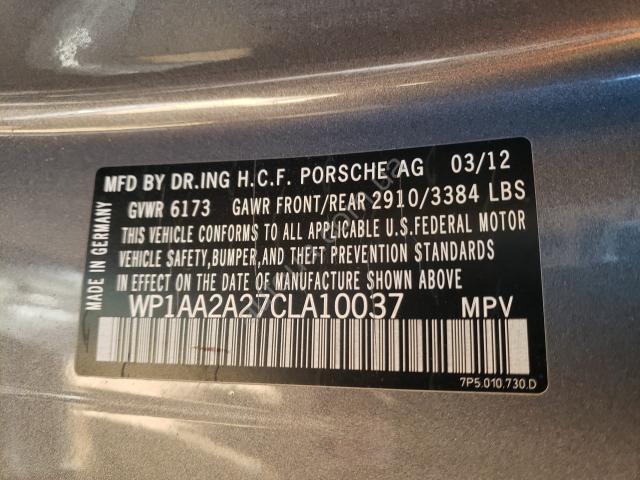 MFD BY DR.ING H.C.F. PORSCHE AG 03/12
GVWR 6173 GAWR FRONT/REAR 2910/3384 LBS
THIS VEHICLE CONFORMS TO ALL APPLICABLE U.S.FEDERAL MOTOR
VEHICLE SAFETY,BUMPER,AND THEFT PREVENTION STANDARDS
IN EFFECT ON THE DATE OF MANUFACTURE SHOWN ABOVE
WP1AA2A27CLA10037 MPV
MADE IN GERMANY
7P5.010.730.D